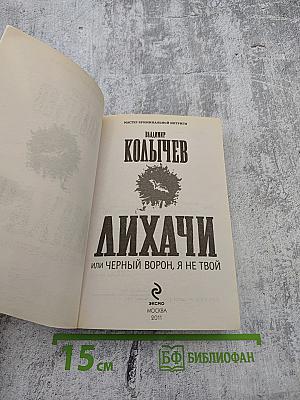 МАСТЕР КРИМИНАЛЬНОЙ ИНТРИГИ
ВЛАДИМИР
КОЛЫЧЕВ
ЛИХАЧИ
ИЛИ ЧЕРНЫЙ ВОРОН, Я НЕ ТВОЙ
ЭКСМО
МОСКВА
2011
15 СМ
БФ БИБЛИОФАН